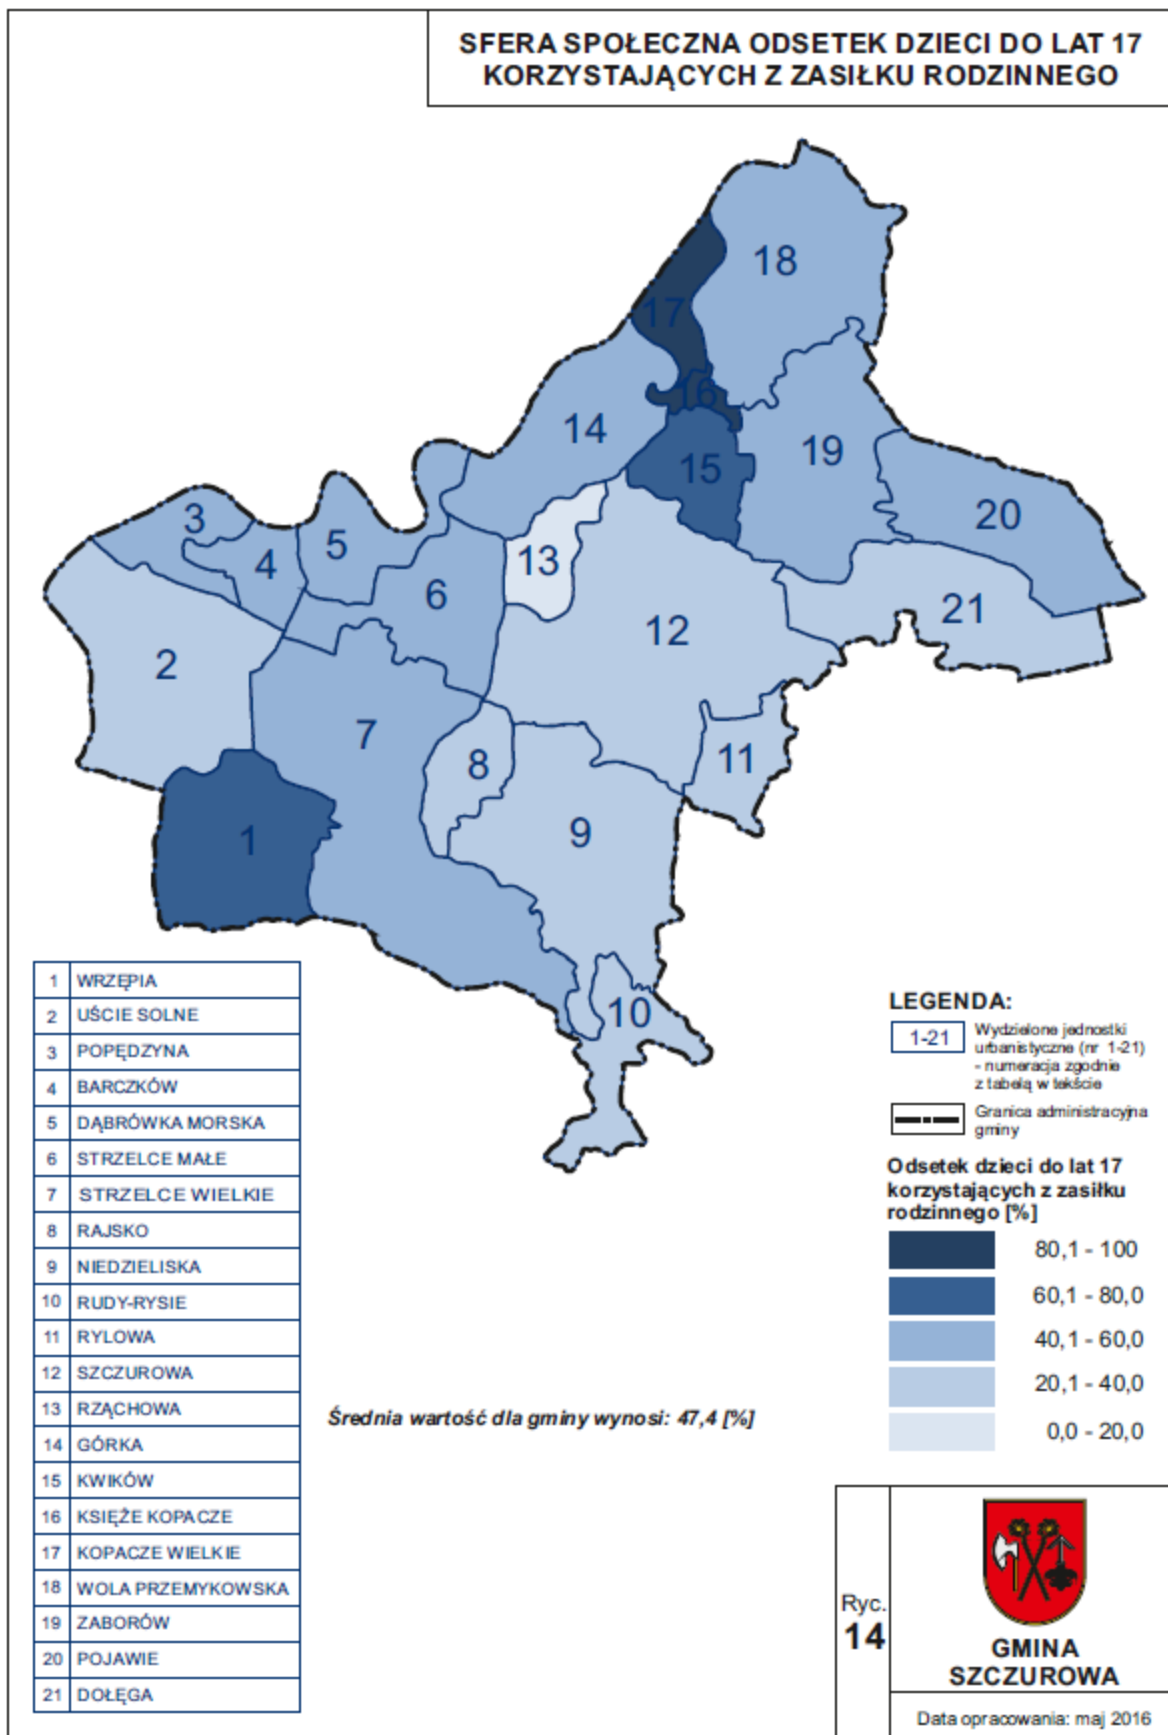 SFERA SPOŁECZNA ODSETEK DZIECI DO LAT 17
KORZYSTAJĄCYCH Z ZASIŁKU RODZINNEGO
18
17
16
14
19
15
20
3
5
4
13
6
21
12
2
7
8
11
9
1
10
1 WRZĘPIA
2 UŚCIE SOLNE
3 POPĘDZYNA
4 BARCZKÓW
5 DĄBRÓWKA MORSKA
6 STRZELCE MAŁE
7 STRZELCE WIELKIE
8 RAJSKO
9 NIEDZIELISKA
10 RUDY-RYSIE
11 RYLOWA
12 SZCZUROWA
13 RZĄCHOWA
14 GÓRKA
15 KWIKÓW
16 KSIĘŻE KOPACZE
17 KOPACZE WIELKIE
18 WOLA PRZEMYKOWSKA
19 ZABORÓW
20 POJAWIE
21 DOŁĘGA
Średnia wartość dla gminy wynosi: 47,4 [%]
LEGENDA:
1-21
Wydzielone jednostki
urbanistyczne (nr 1-21)
- numeracja zgodnie
z tabelą w tekście
Granica administracyjna
gminy
Odsetek dzieci do lat 17
korzystających z zasiłku
rodzinnego [%]
80,1 - 100
60,1 - 80,0
40,1 - 60,0
20,1 - 40,0
0,0 - 20,0
Ryc.
14
GMINA
SZCZUROWA
Data opracowania: maj 2016